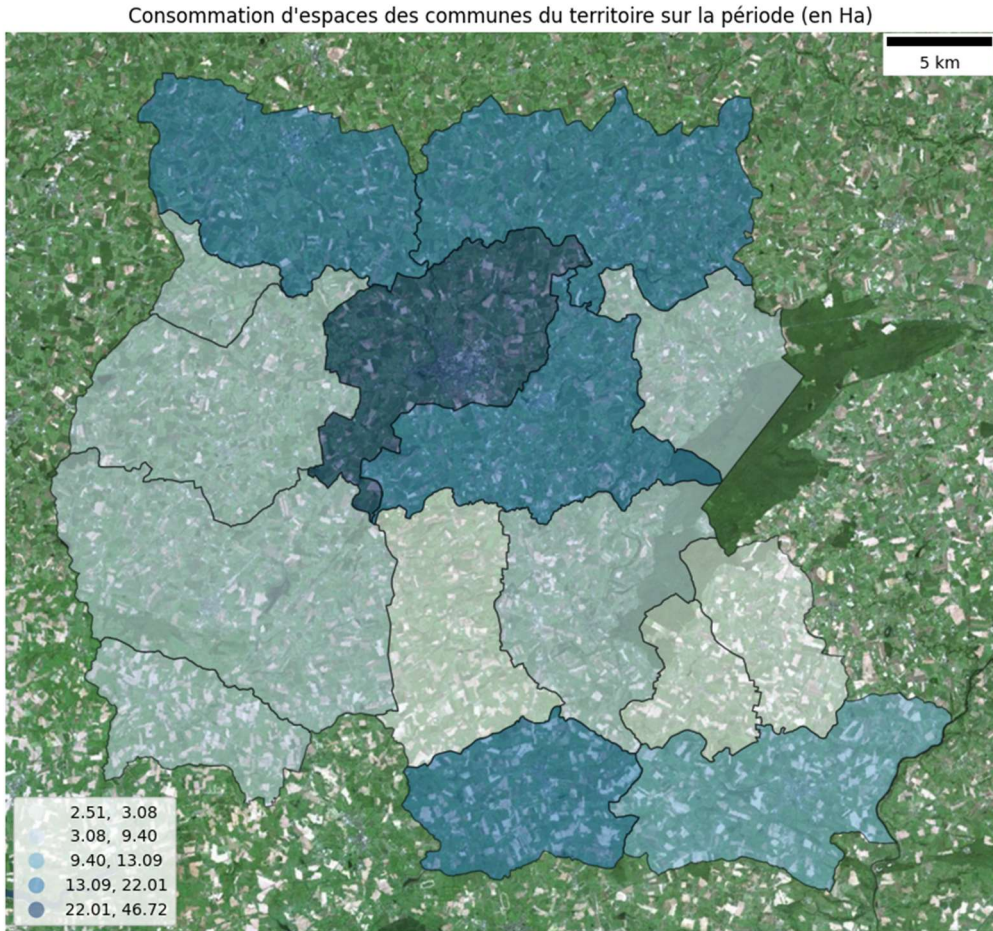 Consommation d'espaces des communes du territoire sur la période (en Ha)
5 km
2.51, 3.08
3.08, 9.40
9.40, 13.09
13.09, 22.01
22.01, 46.72